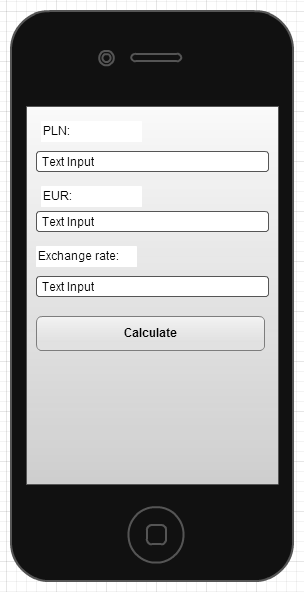 PLN:
Text Input
EUR:
Text Input
Exchange rate:
Text Input
Calculate